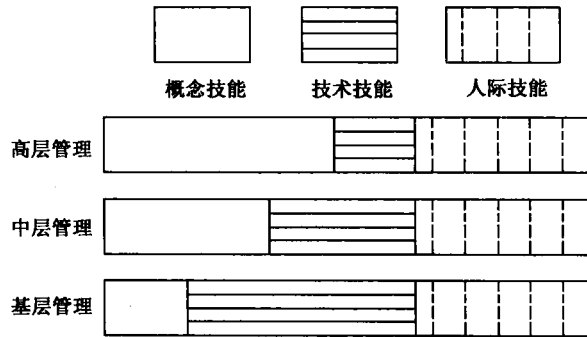 概念技能 技术技能 人际技能
高层管理
中层管理
基层管理